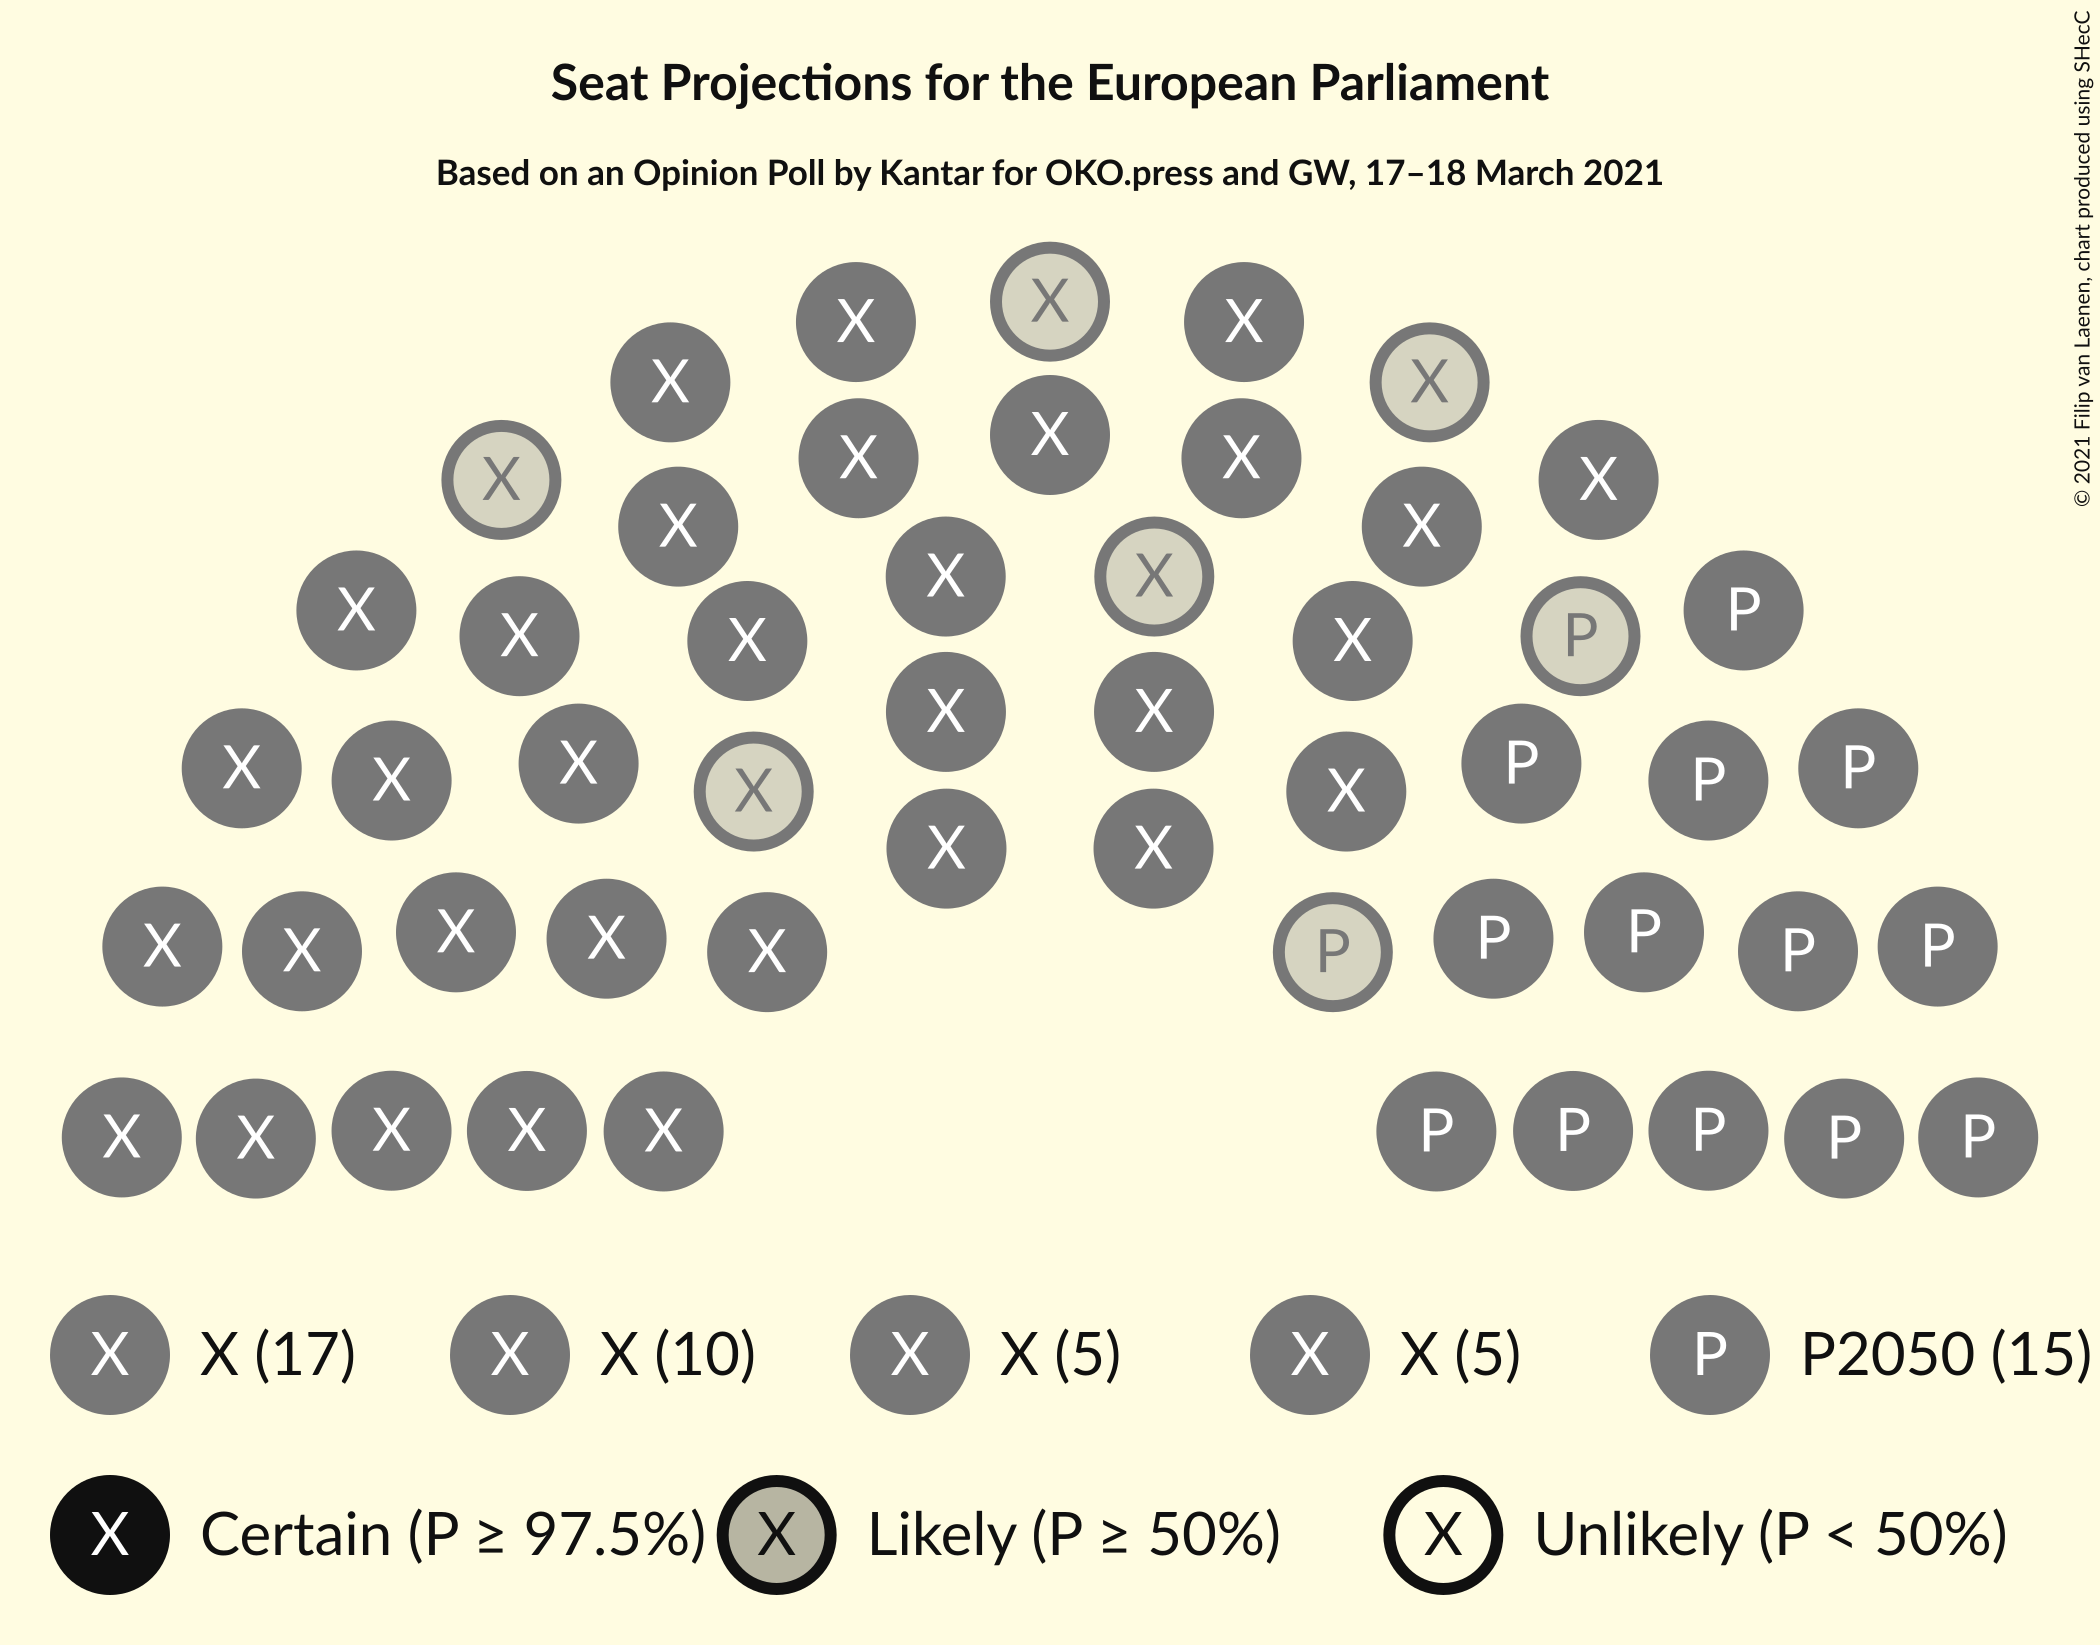 Seat Projections for the European Parliament
Based on an Opinion Poll by Kantar for OKO.press and GW, 17–18 March 2021
© 2021 Filip van Laenen, chart produced using SHecC
X
X X
X X
X
X X X
X X
X X
X X
X P
X X P
X X
X X
X P
X X P P
X X
X X
X X X P P
X X P P
X P
X X P P
X X X P P P
X X P P
X X (17) X X (10) X X (5) X X (5) P P2050 (15)
X Certain (P ≥ 97.5%) X Likely (P ≥ 50%) X Unlikely (P < 50%)